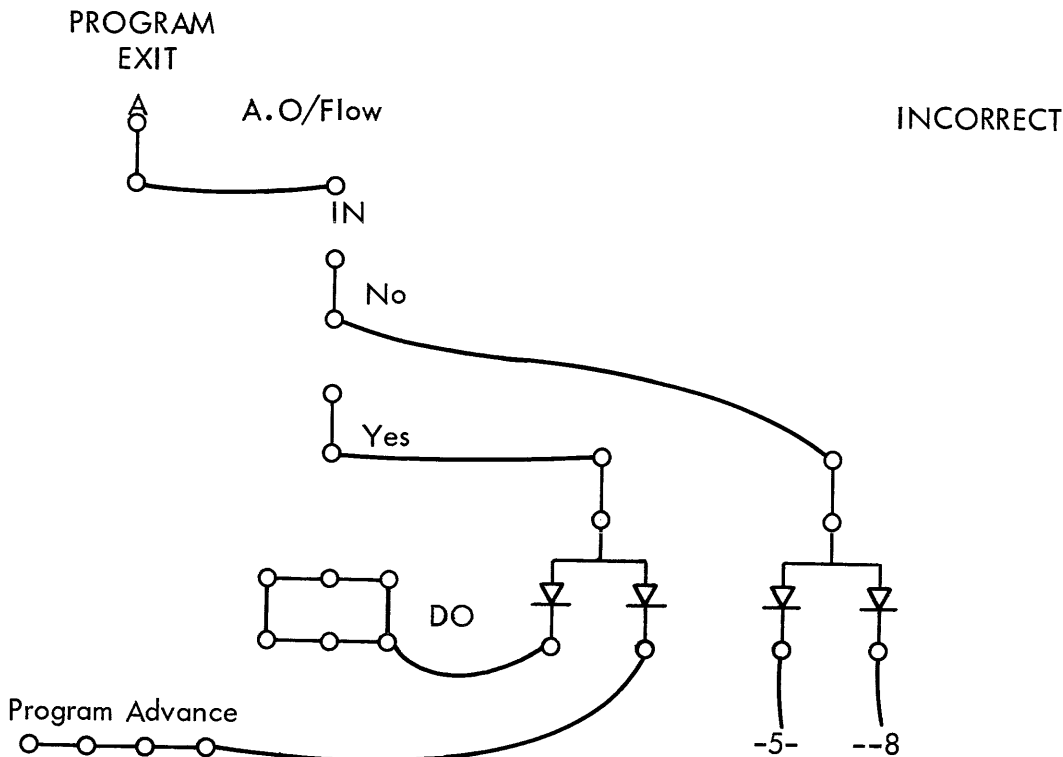 PROGRAM
EXIT
A
A.O/Flow
INCORRECT
IN
No
Yes
DO
Program Advance
-5-
--8